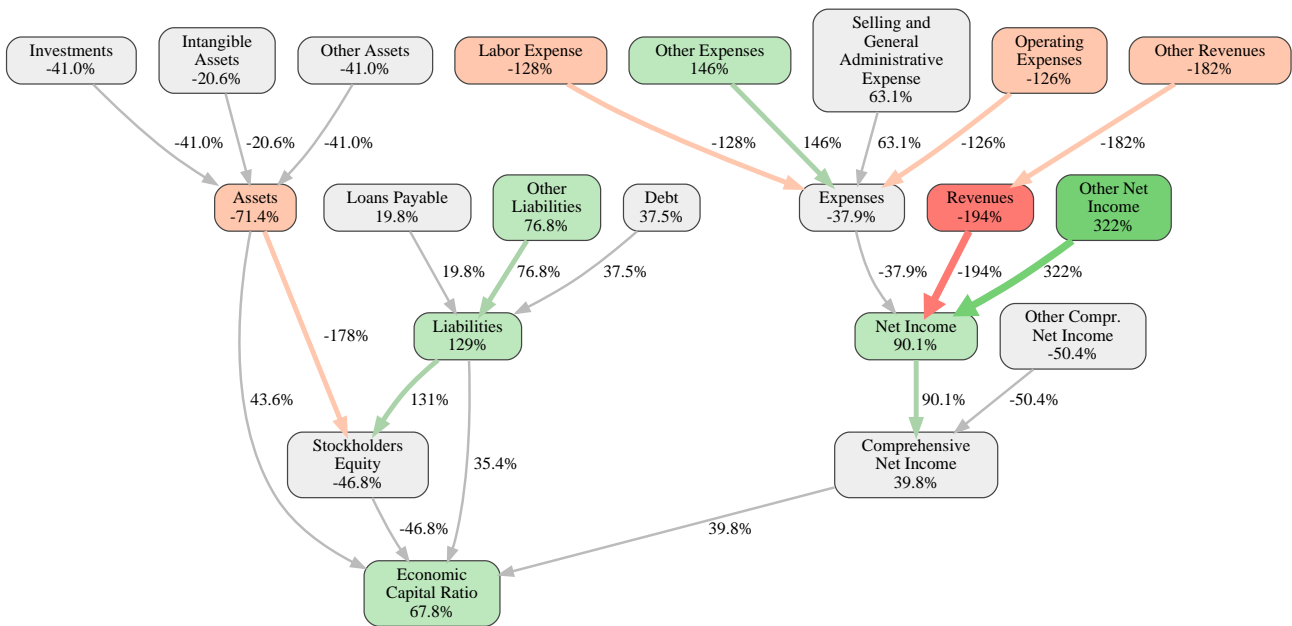 Investments
-41.0%
Intangible
Assets
-20.6%
Other Assets
-41.0%
Labor Expense
-128%
Other Expenses
146%
Selling and
General
Administrative
Expense
63.1%
Operating
Expenses
-126%
Other Revenues
-182%
-41.0%
-20.6%
-41.0%
-128%
146%
63.1%
-126%
-182%
Assets
-71.4%
Loans Payable
19.8%
Other
Liabilities
76.8%
Debt
37.5%
Expenses
-37.9%
Revenues
-194%
Other Net
Income
322%
19.8%
76.8%
37.5%
-37.9%
-194%
322%
-178%
Liabilities
129%
Net Income
90.1%
Other Compr.
Net Income
-50.4%
43.6%
131%
90.1%
-50.4%
Stockholders
Equity
-46.8%
35.4%
Comprehensive
Net Income
39.8%
-46.8%
39.8%
Economic
Capital Ratio
67.8%